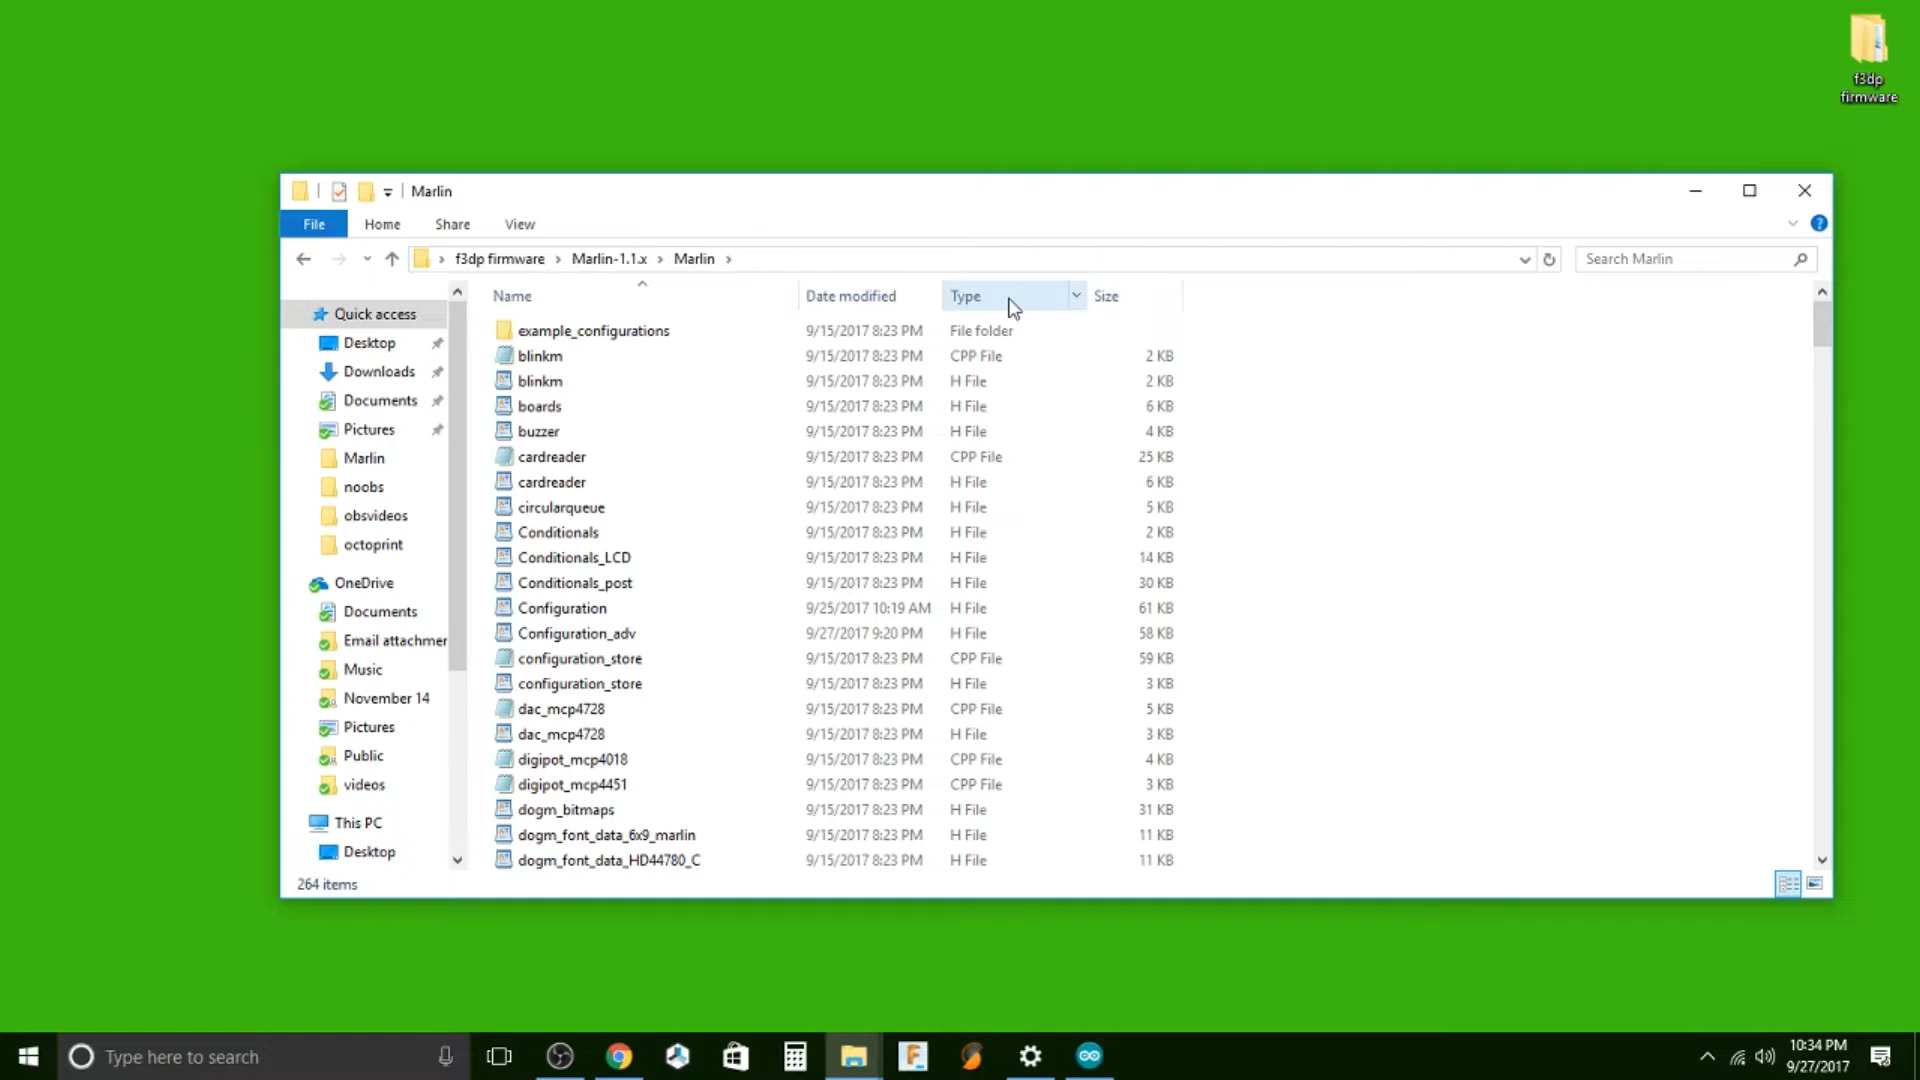 f3dp
firmware
Marlin
File Home Share View
f3dp firmware > Marlin-1.1.x > Marlin >
Search Marlin
Name Date modified Type Size
Quick access
Desktop
Downloads
Documents
Pictures
Marlin
noobs
obsvideos
octoprint
OneDrive
Documents
Email attachmer
Music
November 14
Pictures
Public
videos
This PC
Desktop
example_configurations 9/15/2017 8:23 PM File folder
blinkm 9/15/2017 8:23 PM CPP File 2 KB
blinkm 9/15/2017 8:23 PM H File 2 KB
boards 9/15/2017 8:23 PM H File 6 KB
buzzer 9/15/2017 8:23 PM H File 4 KB
cardreader 9/15/2017 8:23 PM CPP File 25 KB
cardreader 9/15/2017 8:23 PM H File 6 KB
circularqueue 9/15/2017 8:23 PM H File 5 KB
Conditionals 9/15/2017 8:23 PM H File 2 KB
Conditionals_LCD 9/15/2017 8:23 PM H File 14 KB
Conditionals_post 9/15/2017 8:23 PM H File 30 KB
Configuration 9/25/2017 10:19 AM H File 61 KB
Configuration_adv 9/27/2017 9:20 PM H File 58 KB
configuration_store 9/15/2017 8:23 PM CPP File 59 KB
configuration_store 9/15/2017 8:23 PM H File 3 KB
dac_mcp4728 9/15/2017 8:23 PM CPP File 5 KB
dac_mcp4728 9/15/2017 8:23 PM H File 3 KB
digipot_mcp4018 9/15/2017 8:23 PM CPP File 4 KB
digipot_mcp4451 9/15/2017 8:23 PM CPP File 3 KB
dogm_bitmaps 9/15/2017 8:23 PM H File 31 KB
dogm_font_data_6x9_marlin 9/15/2017 8:23 PM H File 11 KB
dogm_font_data_HD44780_C 9/15/2017 8:23 PM H File 11 KB
264 items
Type here to search
10:34 PM
9/27/2017